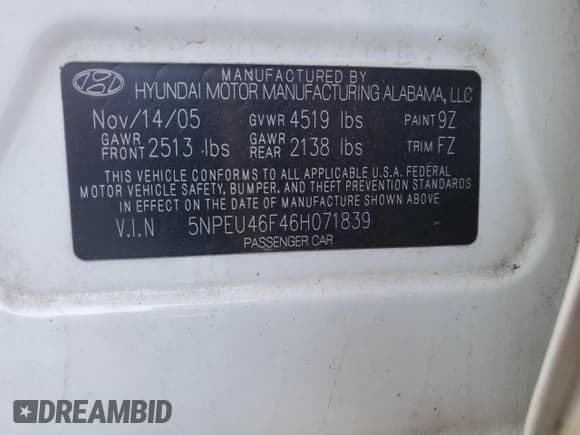 MANUFACTURED BY
HYUNDAI MOTOR MANUFACTURING ALABAMA, LLC
Nov/14/05 GVWR 4519 lbs PAINT 9Z
GAWR FRONT 2513 lbs GAWR REAR 2138 lbs TRIM FZ
THIS VEHICLE CONFORMS TO ALL APPLICABLE U.S.A. FEDERAL
MOTOR VEHICLE SAFETY, BUMPER, AND THEFT PREVENTION STANDARDS
IN EFFECT ON THE DATE OF MANUFACTURE SHOWN ABOVE
V.I.N 5NPEU46F46H071839
PASSENGER CAR
DREAMBID